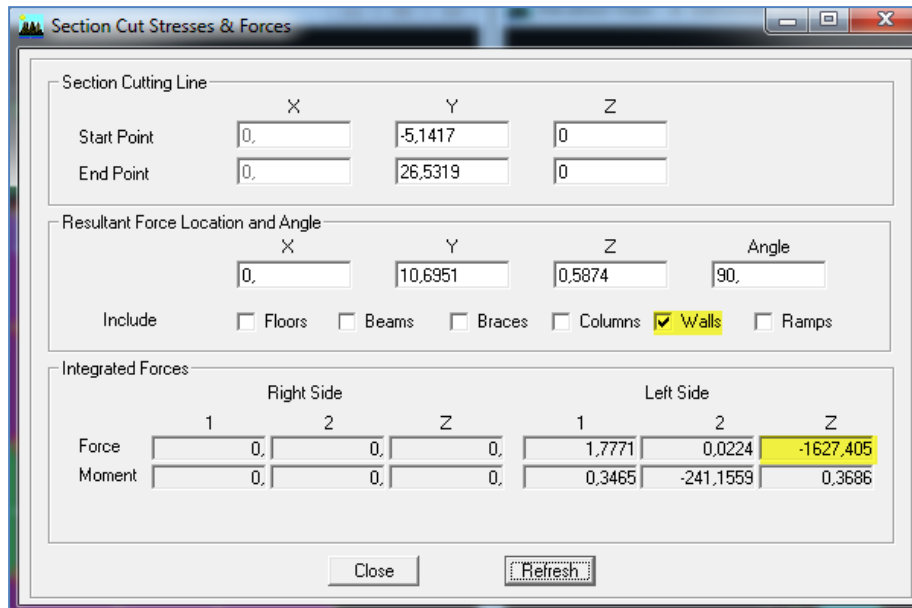 Section Cut Stresses & Forces
Section Cutting Line
X Y Z
Start Point 0, -5,1417 0
End Point 0, 26,5319 0
Resultant Force Location and Angle
X Y Z Angle
0, 10,6951 0,5874 90,
Include Floors Beams Braces Columns Walls Ramps
Integrated Forces
Right Side Left Side
1 2 Z 1 2 Z
Force 0, 0, 0, 1,7771 0,0224 -1627,405
Moment 0, 0, 0, 0,3465 -241,1559 0,3686
Close Refresh